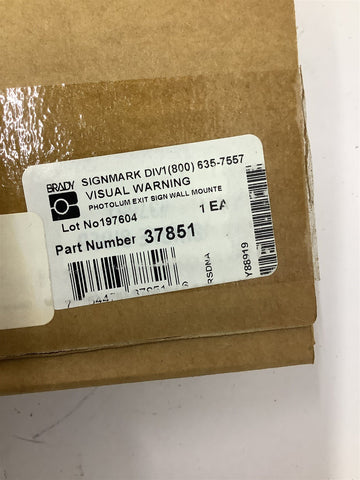 BRADY SIGNMARK DIV1(800) 635-7557
VISUAL WARNING
PHOTOLUM EXIT SIGN WALL MOUNTE
Lot No197604 1 EA
Part Number 37851
RSDNA
Y88919